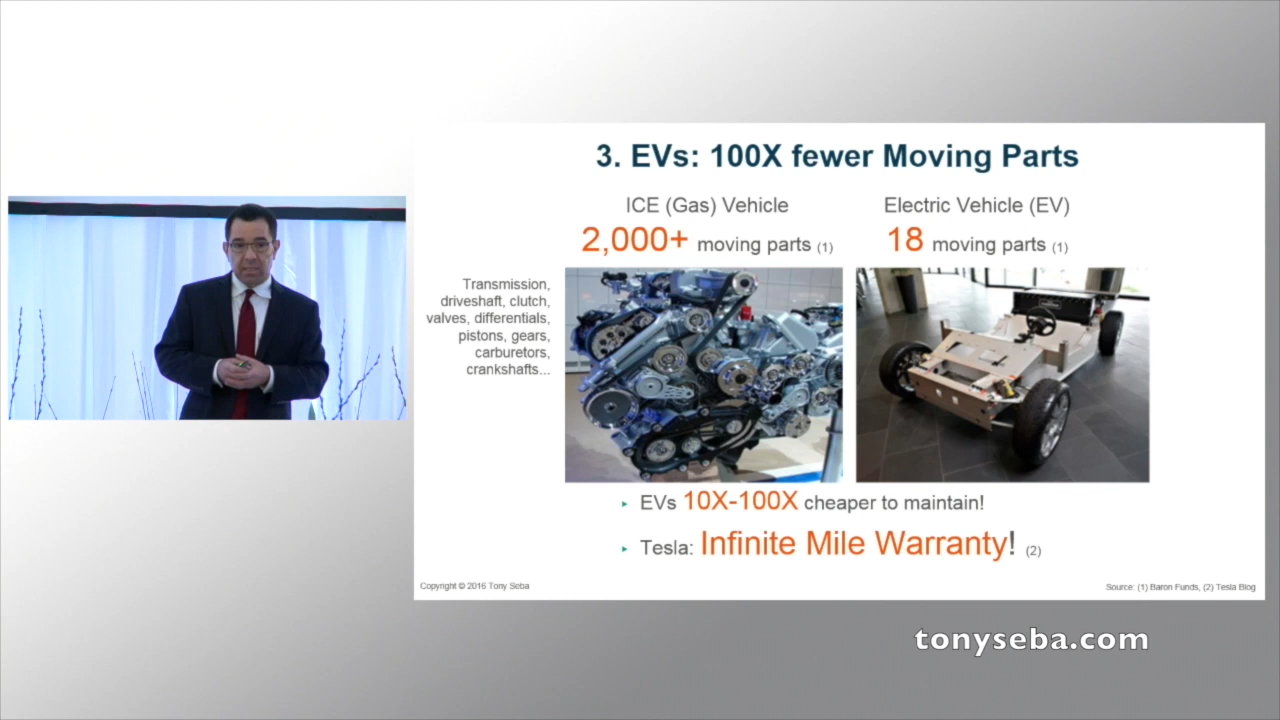 3. EVs: 100X fewer Moving Parts
ICE (Gas) Vehicle
2,000+ moving parts (1)
Electric Vehicle (EV)
18 moving parts (1)
Transmission,
driveshaft, clutch,
valves, differentials,
pistons, gears,
carburetors,
crankshafts...
▸ EVs 10X-100X cheaper to maintain!
▸ Tesla: Infinite Mile Warranty! (2)
Copyright © 2016 Tony Seba
Source: (1) Baron Funds, (2) Tesla Blog
tonyseba.com